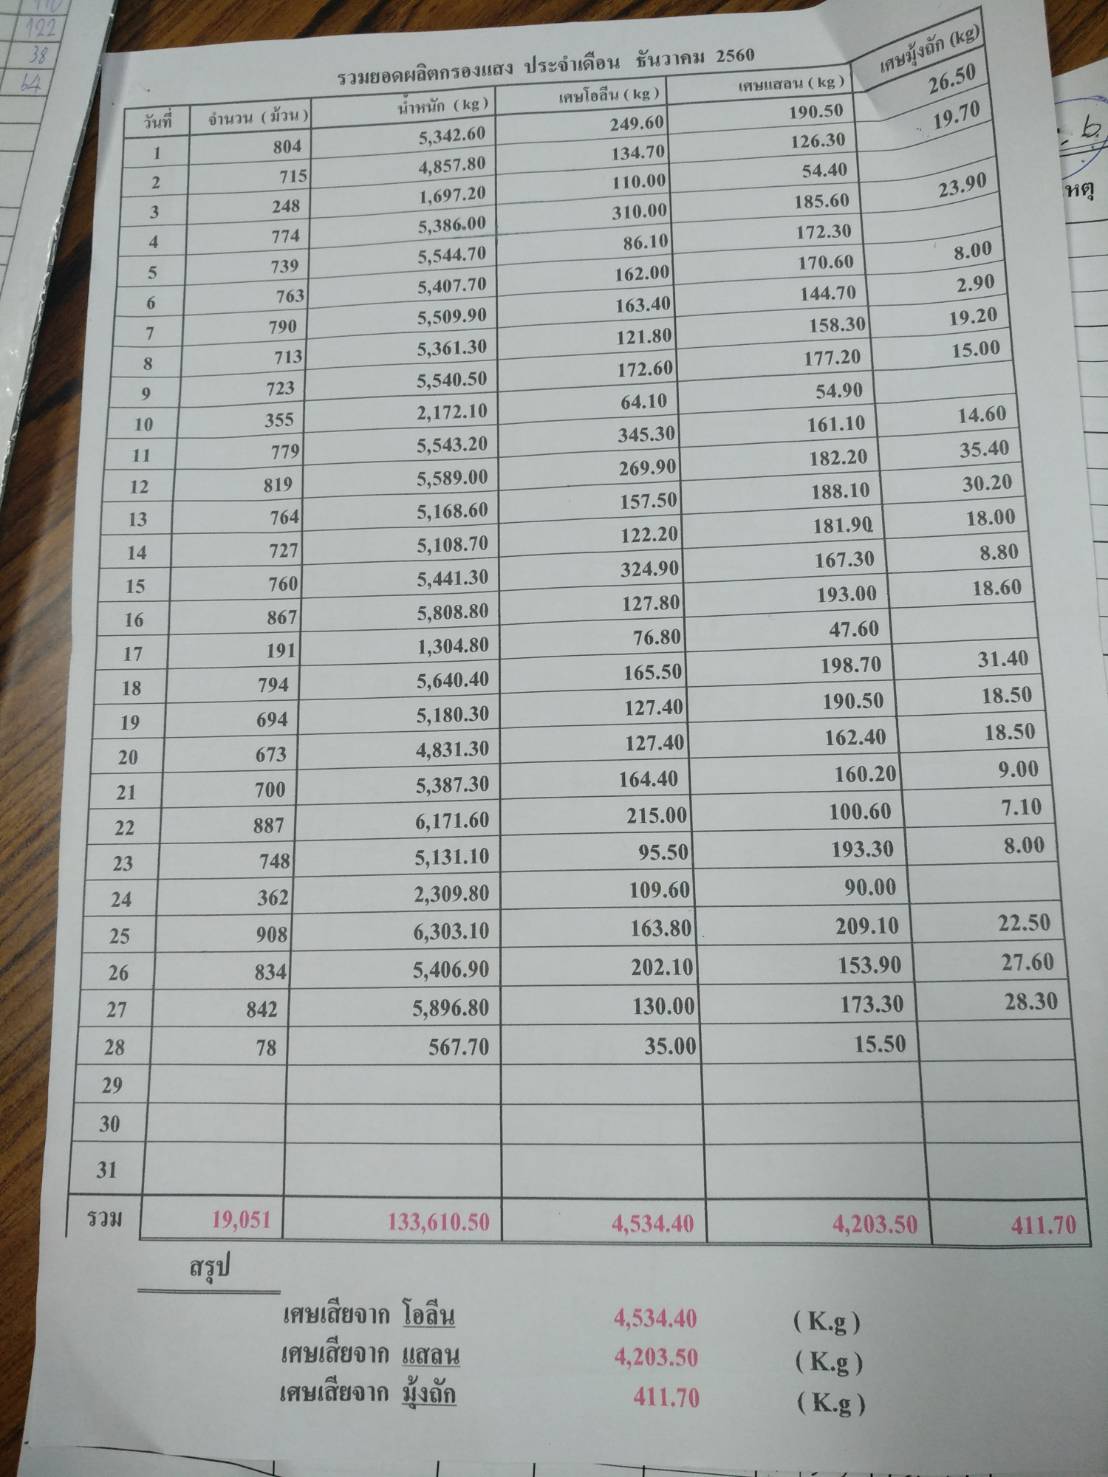 110
122
38
64
รวมยอดผลิตกรองแสง ประจำเดือน ธันวาคม 2560
วันที่ จำนวน (ม้วน) น้ำหนัก (kg) เศษโอลีน (kg) เศษแสลน (kg) เศษมุ้งถัก (kg)
1 804 5,342.60 249.60 190.50 26.50
2 715 4,857.80 134.70 126.30 19.70
3 248 1,697.20 110.00 54.40
4 774 5,386.00 310.00 185.60 23.90
5 739 5,544.70 86.10 172.30
6 763 5,407.70 162.00 170.60 8.00
7 790 5,509.90 163.40 144.70 2.90
8 713 5,361.30 121.80 158.30 19.20
9 723 5,540.50 172.60 177.20 15.00
10 355 2,172.10 64.10 54.90
11 779 5,543.20 345.30 161.10 14.60
12 819 5,589.00 269.90 182.20 35.40
13 764 5,168.60 157.50 188.10 30.20
14 727 5,108.70 122.20 181.90 18.00
15 760 5,441.30 324.90 167.30 8.80
16 867 5,808.80 127.80 193.00 18.60
17 191 1,304.80 76.80 47.60
18 794 5,640.40 165.50 198.70 31.40
19 694 5,180.30 127.40 190.50 18.50
20 673 4,831.30 127.40 162.40 18.50
21 700 5,387.30 164.40 160.20 9.00
22 887 6,171.60 215.00 100.60 7.10
23 748 5,131.10 95.50 193.30 8.00
24 362 2,309.80 109.60 90.00
25 908 6,303.10 163.80 209.10 22.50
26 834 5,406.90 202.10 153.90 27.60
27 842 5,896.80 130.00 173.30 28.30
28 78 567.70 35.00 15.50
29
30
31
รวม 19,051 133,610.50 4,534.40 4,203.50 411.70
สรุป
เศษเสียจาก โอลีน 4,534.40 (K.g)
เศษเสียจาก แสลน 4,203.50 (K.g)
เศษเสียจาก มุ้งถัก 411.70 (K.g)